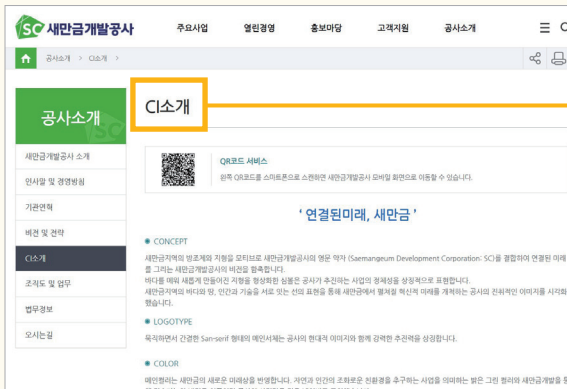 SC 새만금개발공사
주요사업 열린경영 홍보마당 고객지원 공사소개
공사소개 > CI소개 >
공사소개
SC
CI소개
새만금개발공사 소개
인사말 및 경영방침
기관연혁
비전 및 전략
CI소개
조직도 및 업무
법무정보
오시는길
QR코드 서비스
왼쪽 QR코드를 스마트폰으로 스캔하면 새만금개발공사 모바일 화면으로 이동할 수 있습니다.
' 연결된미래, 새만금 '
CONCEPT
새만금지역의 방조제와 지형을 모티브로 새만금개발공사의 영문 약자 (Saemangeum Development Corporation: SC)를 결합하여 연결된 미래
를 그리는 새만금개발공사의 비전을 함축합니다.
바다를 메워 새롭게 만들어진 지형을 형상화한 심볼은 공사가 추진하는 사업의 정체성을 상징적으로 표현합니다.
새만금지역의 바다와 땅, 인간과 기술을 서로 잇는 선의 표현을 통해 새만금에서 펼쳐질 혁신적 미래를 개척하는 공사의 진취적인 이미지를 시각화
했습니다.
LOGOTYPE
묵직하면서 간결한 San-serif 형태의 메인서체는 공사의 현대적 이미지와 함께 강력한 추진력을 상징합니다.
COLOR
메인컬러는 새만금의 새로운 미래상을 반영합니다. 자연과 인간의 조화로운 친환경을 추구하는 사업을 의미하는 밝은 그린 컬러와 새만금개발을 통